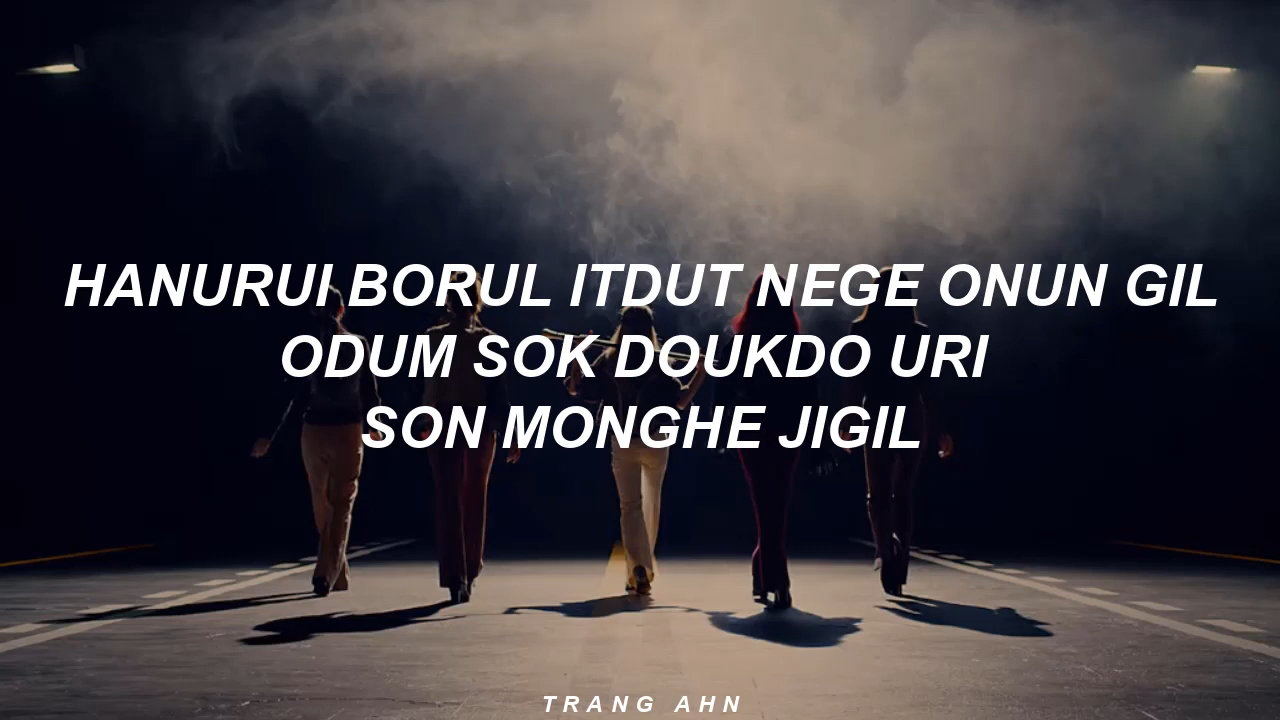 HANURUI BORUL ITDUT NEGE ONUN GIL
ODUM SOK DOUKDO URI
SON MONGHE JIGIL
TRANG AHN